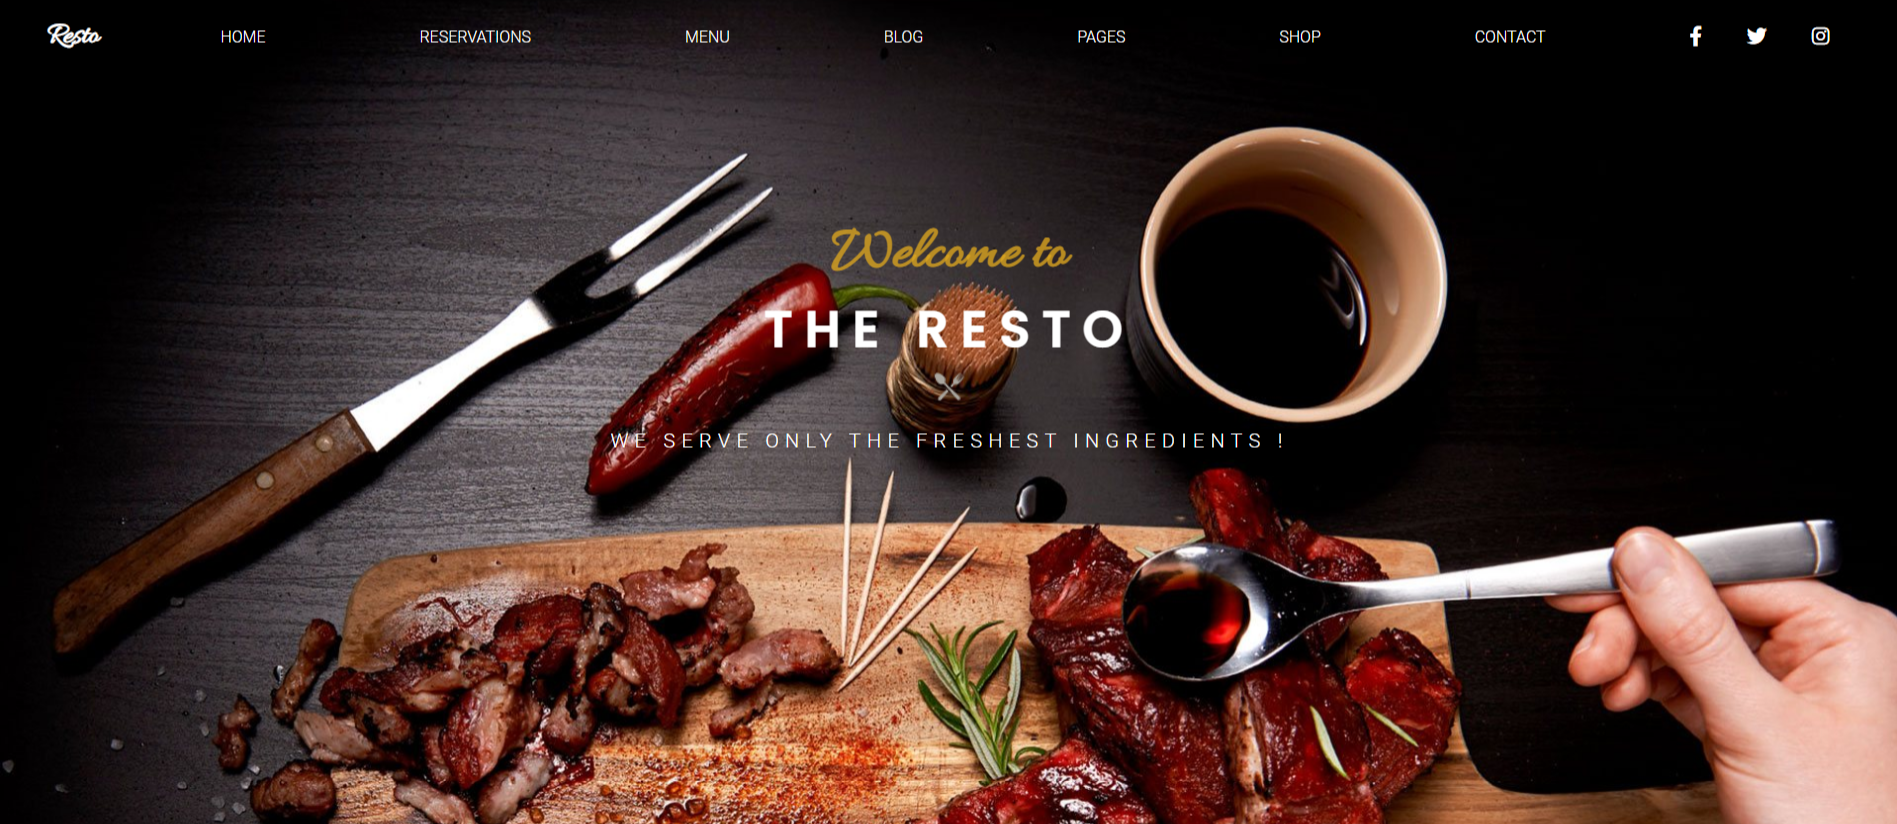 Resto HOME RESERVATIONS MENU BLOG PAGES SHOP CONTACT
Welcome to
THE RESTO
WE SERVE ONLY THE FRESHEST INGREDIENTS !